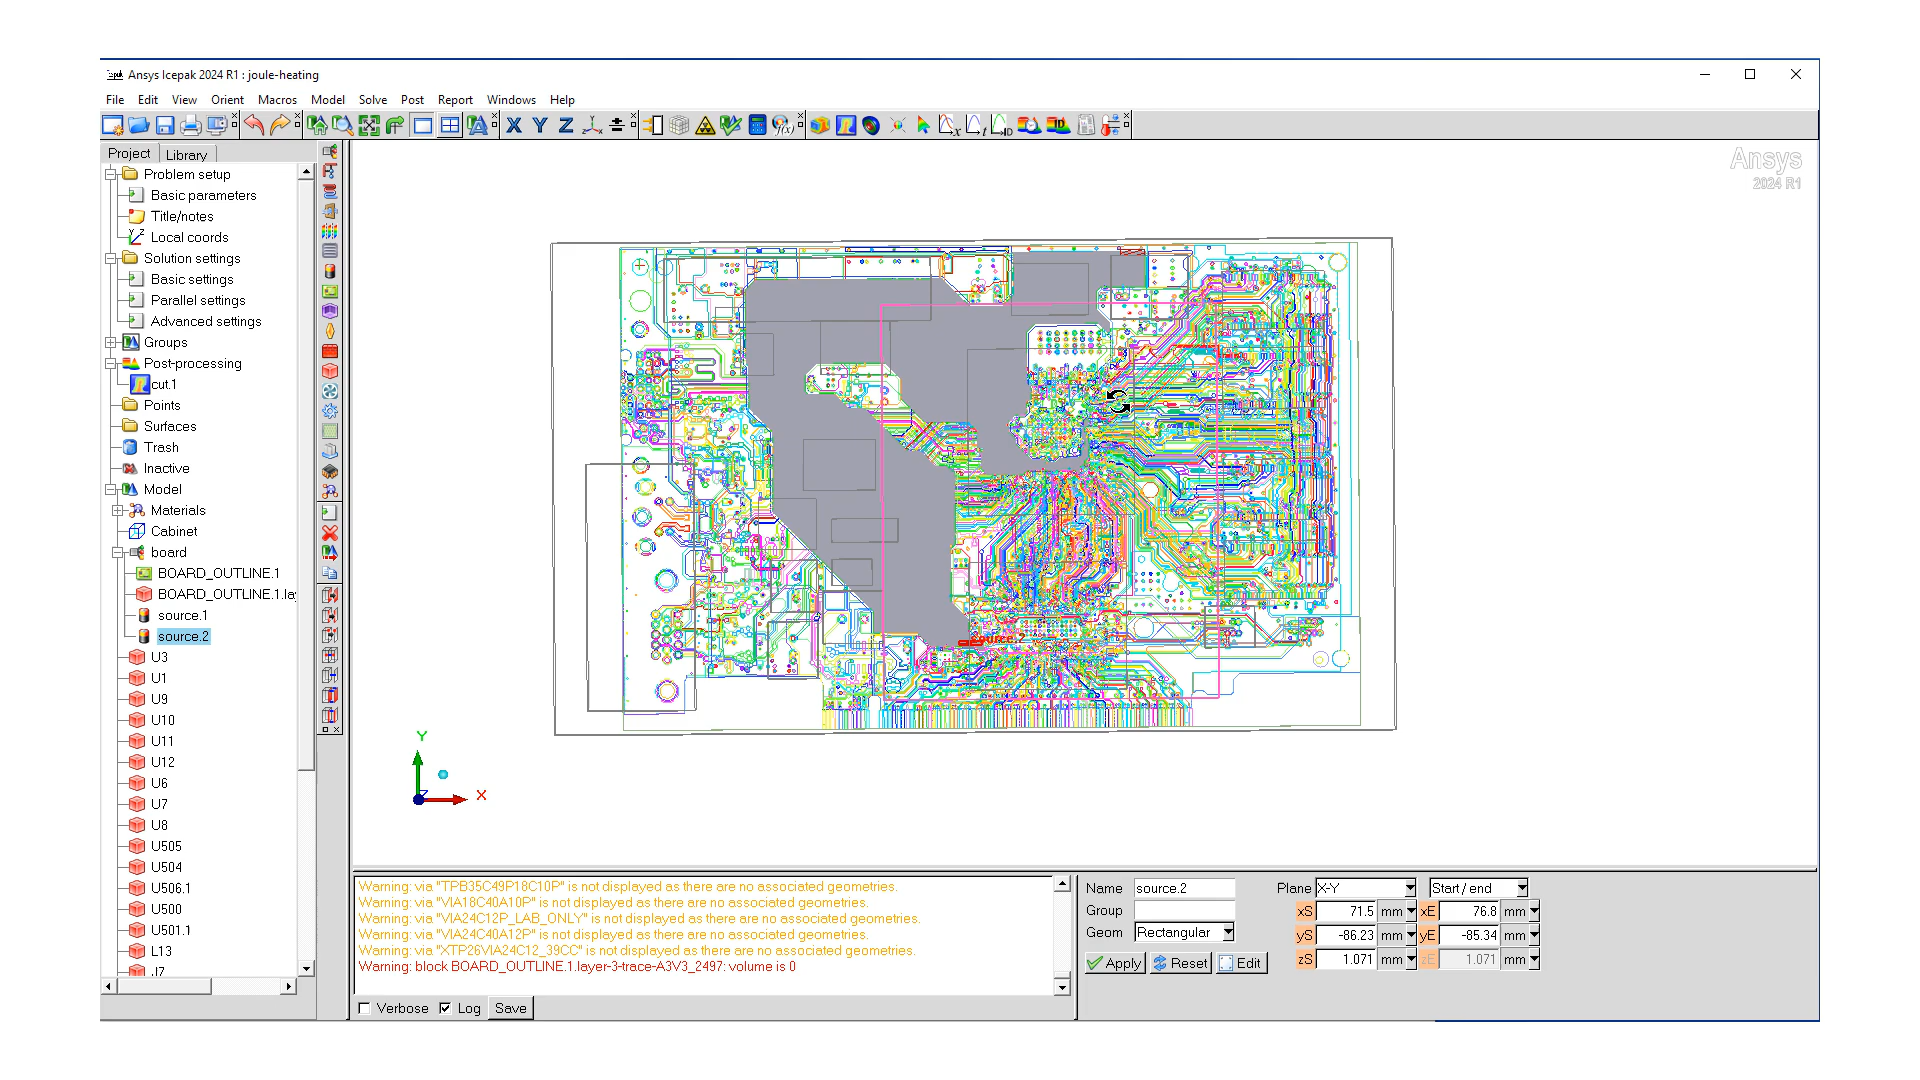 Ansys Icepak 2024 R1 : joule-heating
File Edit View Orient Macros Model Solve Post Report Windows Help
Project Library
Problem setup
Basic parameters
Title/notes
Local coords
Solution settings
Basic settings
Parallel settings
Advanced settings
Groups
Post-processing
cut.1
Points
Surfaces
Trash
Inactive
Model
Materials
Cabinet
board
BOARD_OUTLINE.1
BOARD_OUTLINE.1.la
source.1
source.2
U3
U1
U9
U10
U11
U12
U6
U7
U8
U505
U504
U506.1
U500
U501.1
L13
J7
Ansys
2024 R1
source.2
Y
X
Z
Warning: via "TPB35C49P18C10P" is not displayed as there are no associated geometries.
Warning: via "VIA18C40A10P" is not displayed as there are no associated geometries.
Warning: via "VIA24C12P_LAB_ONLY" is not displayed as there are no associated geometries.
Warning: via "VIA24C40A12P" is not displayed as there are no associated geometries.
Warning: via "XTP26VIA24C12_39CC" is not displayed as there are no associated geometries.
Warning: block BOARD_OUTLINE.1.layer-3-trace-A3V3_2497: volume is 0
Verbose Log Save
Name source.2 Plane X-Y Start / end
Group xS 71.5 mm xE 76.8 mm
Geom Rectangular yS -86.23 mm yE -85.34 mm
Apply Reset Edit zS 1.071 mm zE 1.071 mm